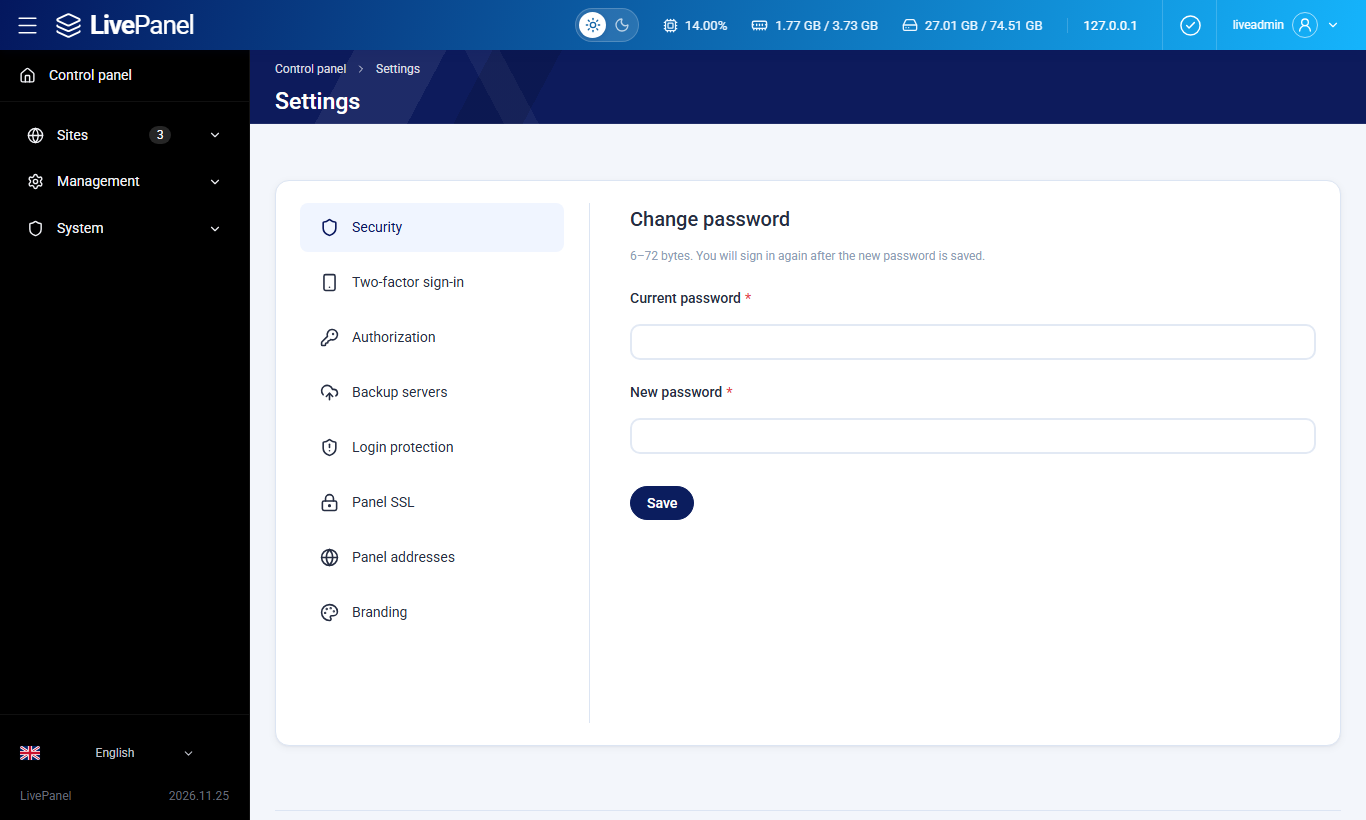 LivePanel
14.00%
1.77 GB / 3.73 GB
27.01 GB / 74.51 GB
127.0.0.1
liveadmin
Control panel
Sites
3
Management
System
English
LivePanel
2026.11.25
Control panel
Settings
Settings
Security
Two-factor sign-in
Authorization
Backup servers
Login protection
Panel SSL
Panel addresses
Branding
Change password
6–72 bytes. You will sign in again after the new password is saved.
Current password *
New password *
Save